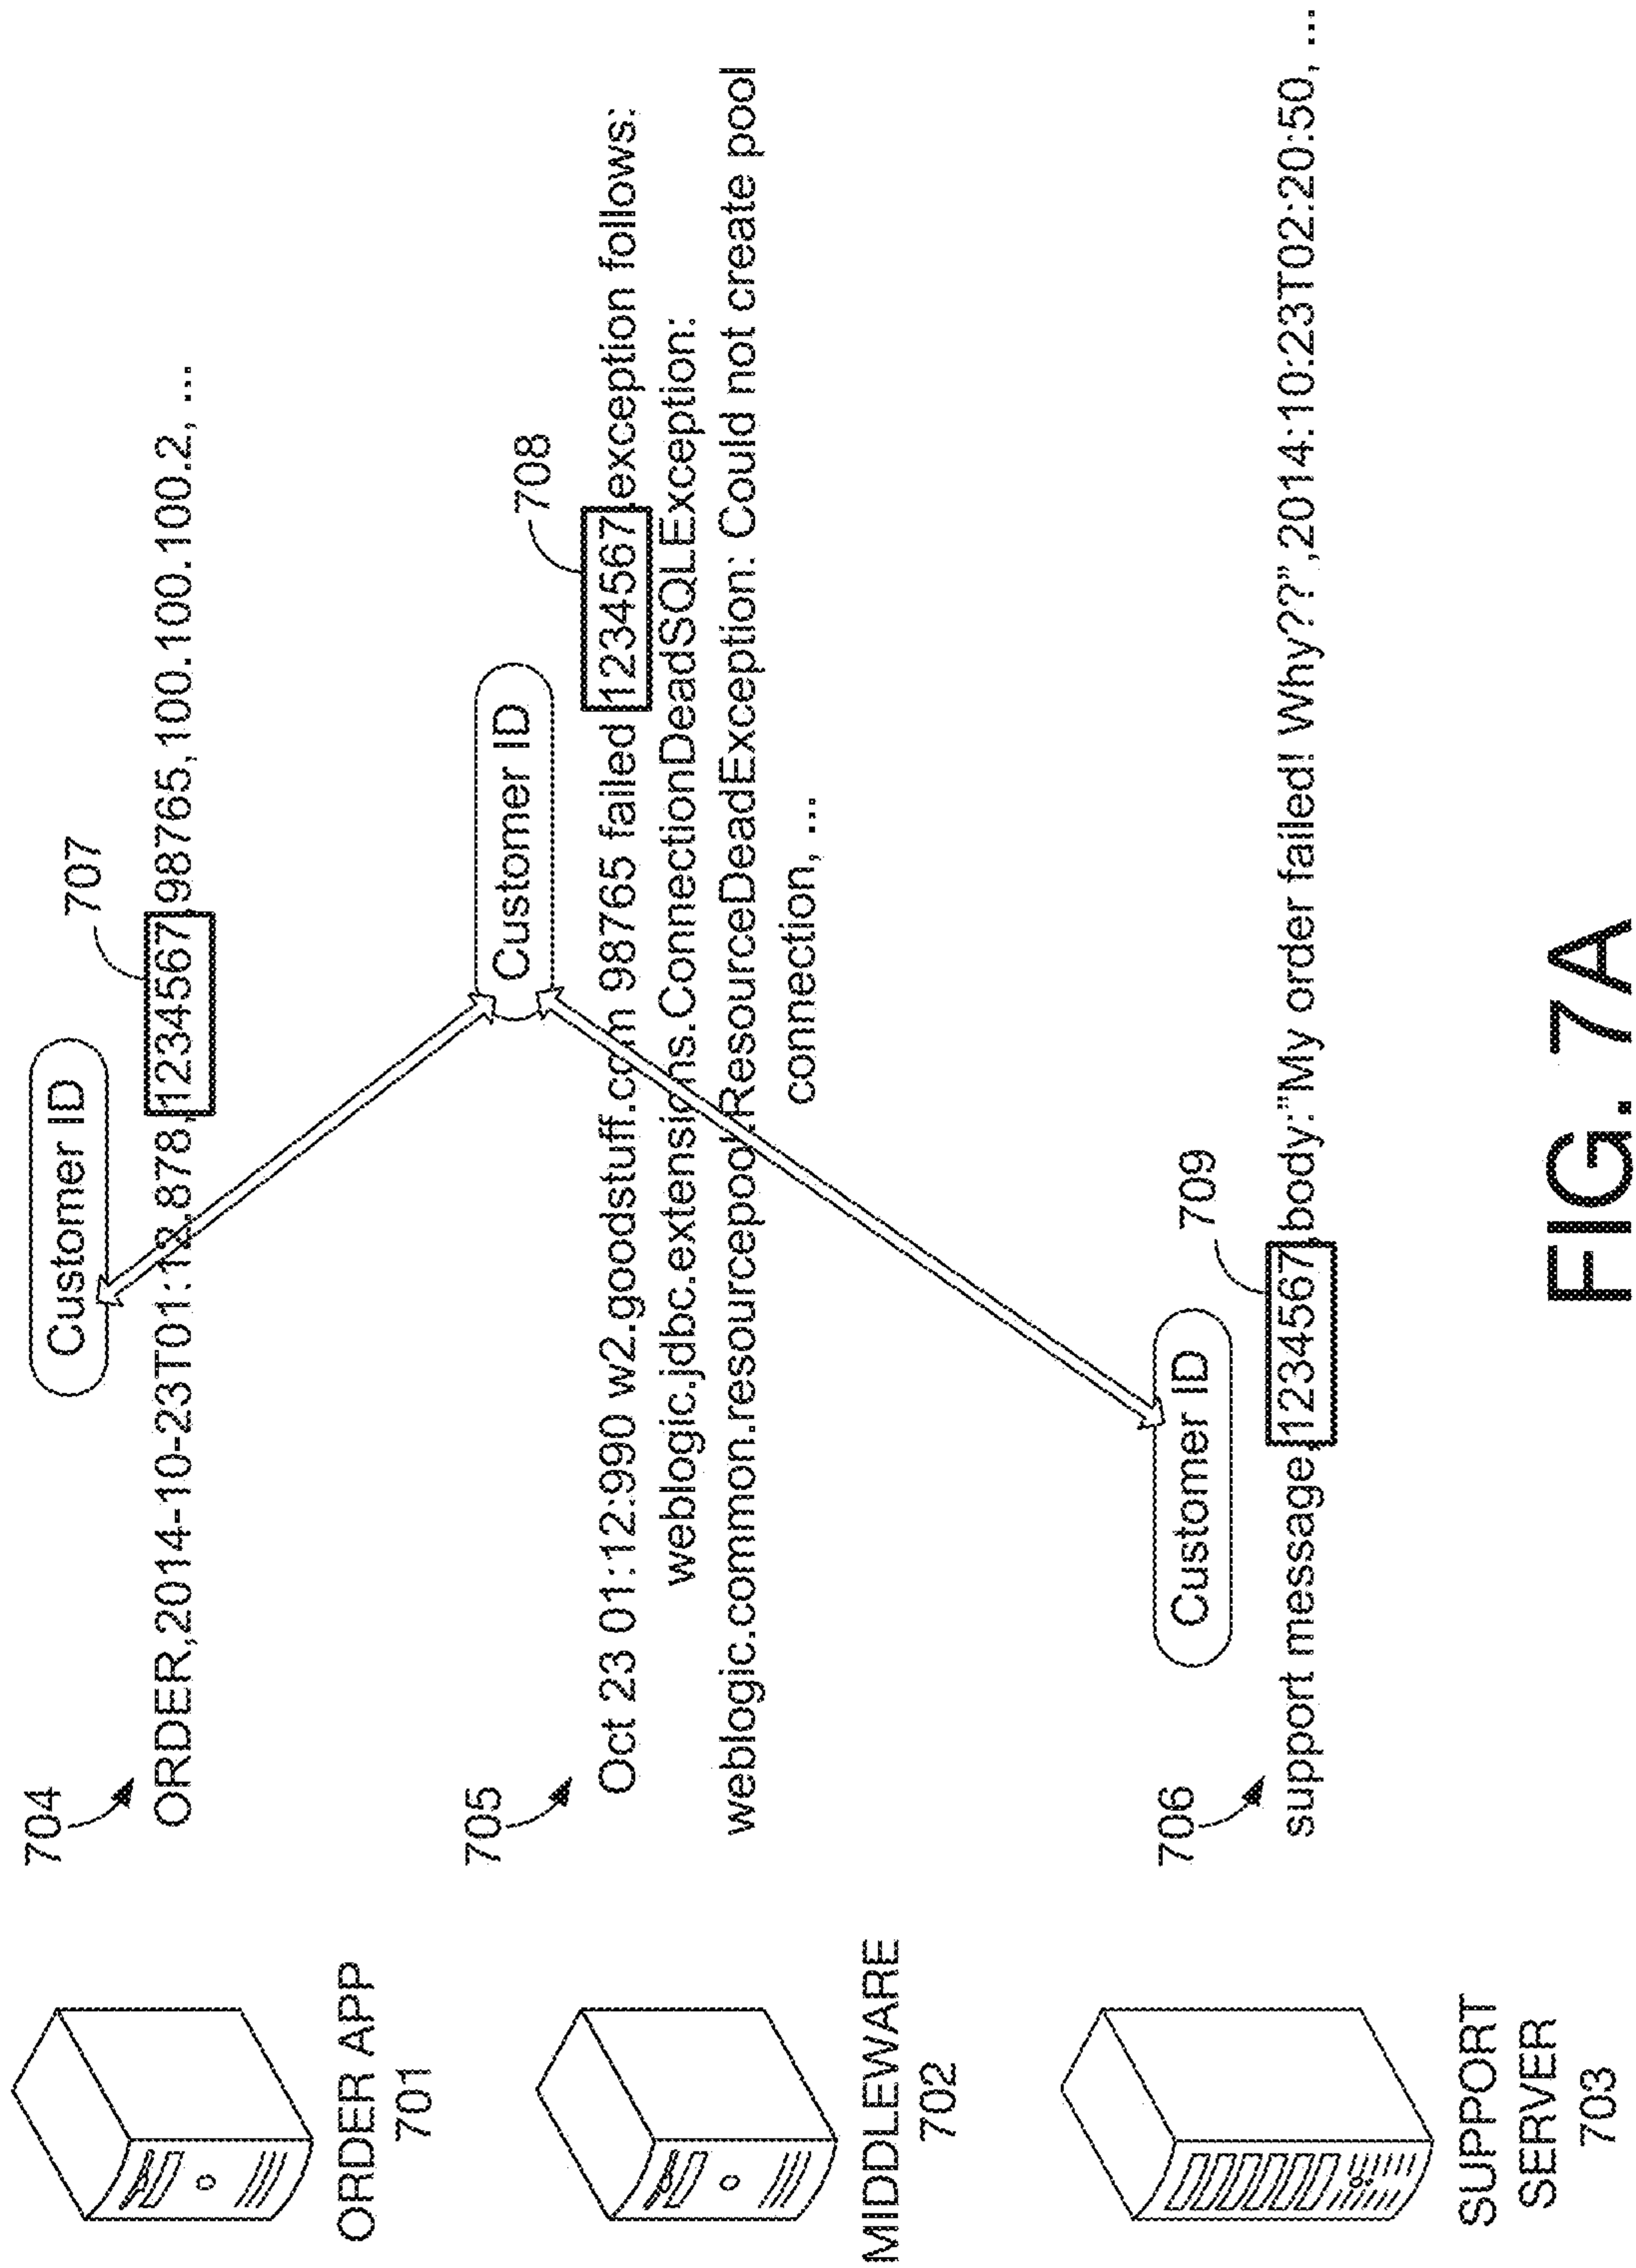 704
Customer ID
707
ORDER,2014-10-23T01:12.878,1234567,98765,100.100.100.2, ...
ORDER APP
701
705
Customer ID
708
Oct 23 01:12:990 w2.goodstuff.com 98765 failed 1234567,exception follows:
weblogic.jdbc.extensions.ConnectionDeadSQLException:
weblogic.common.resourcepool.ResourceDeadException: Could not create pool
connection, ...
MIDDLEWARE
702
706
Customer ID
709
support message,1234567,body:"My order failed! Why??",2014:10:23T02:20:50, ...
SUPPORT
SERVER
703
FIG. 7A